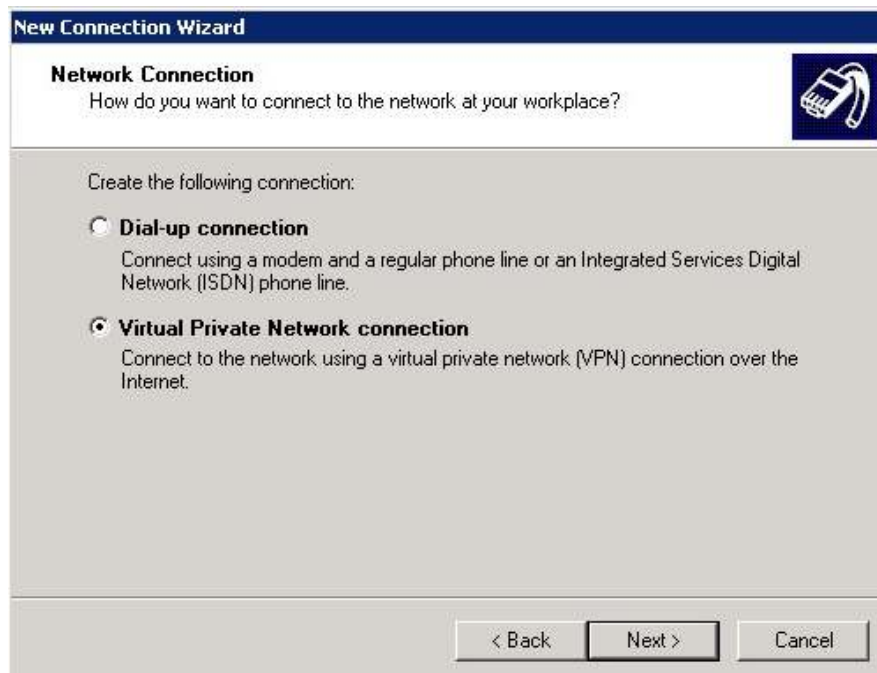 New Connection Wizard
Network Connection
How do you want to connect to the network at your workplace?
Create the following connection:
Dial-up connection
Connect using a modem and a regular phone line or an Integrated Services Digital
Network (ISDN) phone line.
Virtual Private Network connection
Connect to the network using a virtual private network (VPN) connection over the
Internet.
< Back
Next >
Cancel